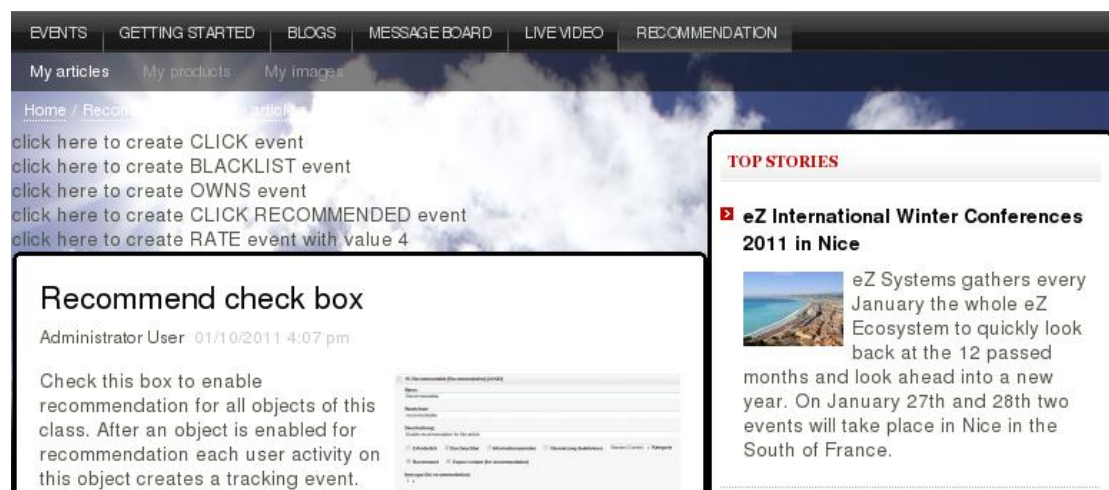 EVENTS GETTING STARTED BLOGS MESSAGE BOARD LIVE VIDEO RECOMMENDATION
My articles My products My images
Home / articles
click here to create CLICK event
click here to create BLACKLIST event
click here to create OWNS event
click here to create CLICK RECOMMENDED event
click here to create RATE event with value 4
Recommend check box
Administrator User 01/10/2011 4:07 pm
Check this box to enable
recommendation for all objects of this
class. After an object is enabled for
recommendation each user activity on
this object creates a tracking event.
TOP STORIES
eZ International Winter Conferences
2011 in Nice
eZ Systems gathers every
January the whole eZ
Ecosystem to quickly look
back at the 12 passed
months and look ahead into a new
year. On January 27th and 28th two
events will take place in Nice in the
South of France.